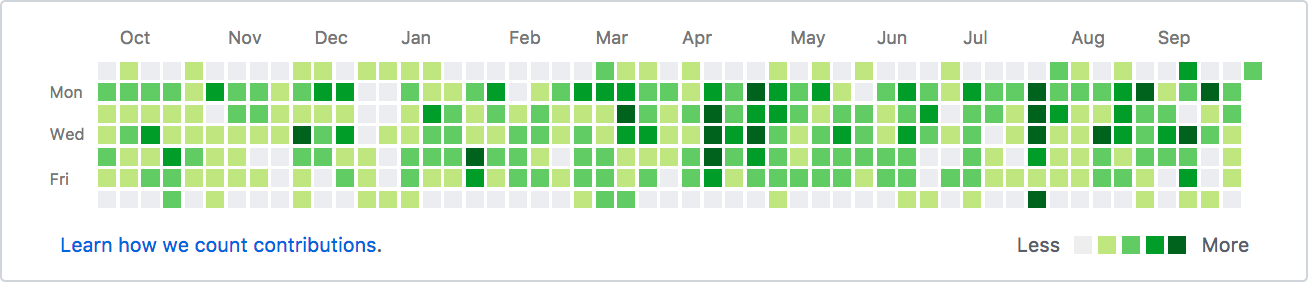 Oct Nov Dec Jan Feb Mar Apr May Jun Jul Aug Sep
Mon
Wed
Fri
Learn how we count contributions. Less More